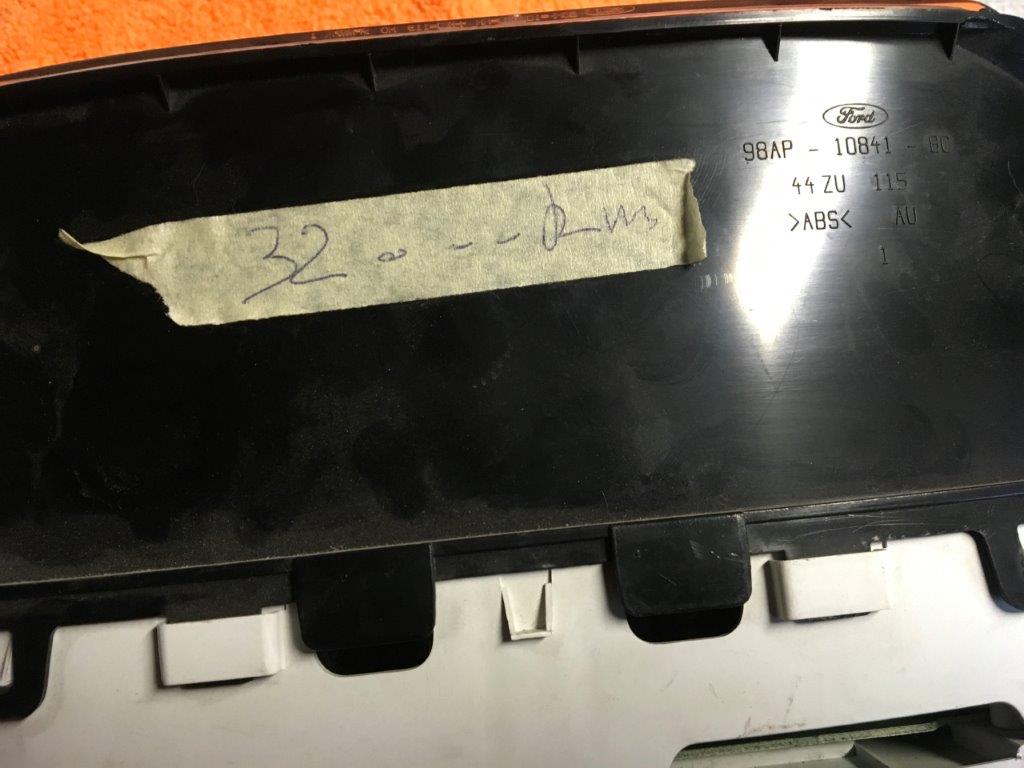 Ford
98AP - 10841 - BC
44 ZU 115
>ABS< AU
1
32 . - - -